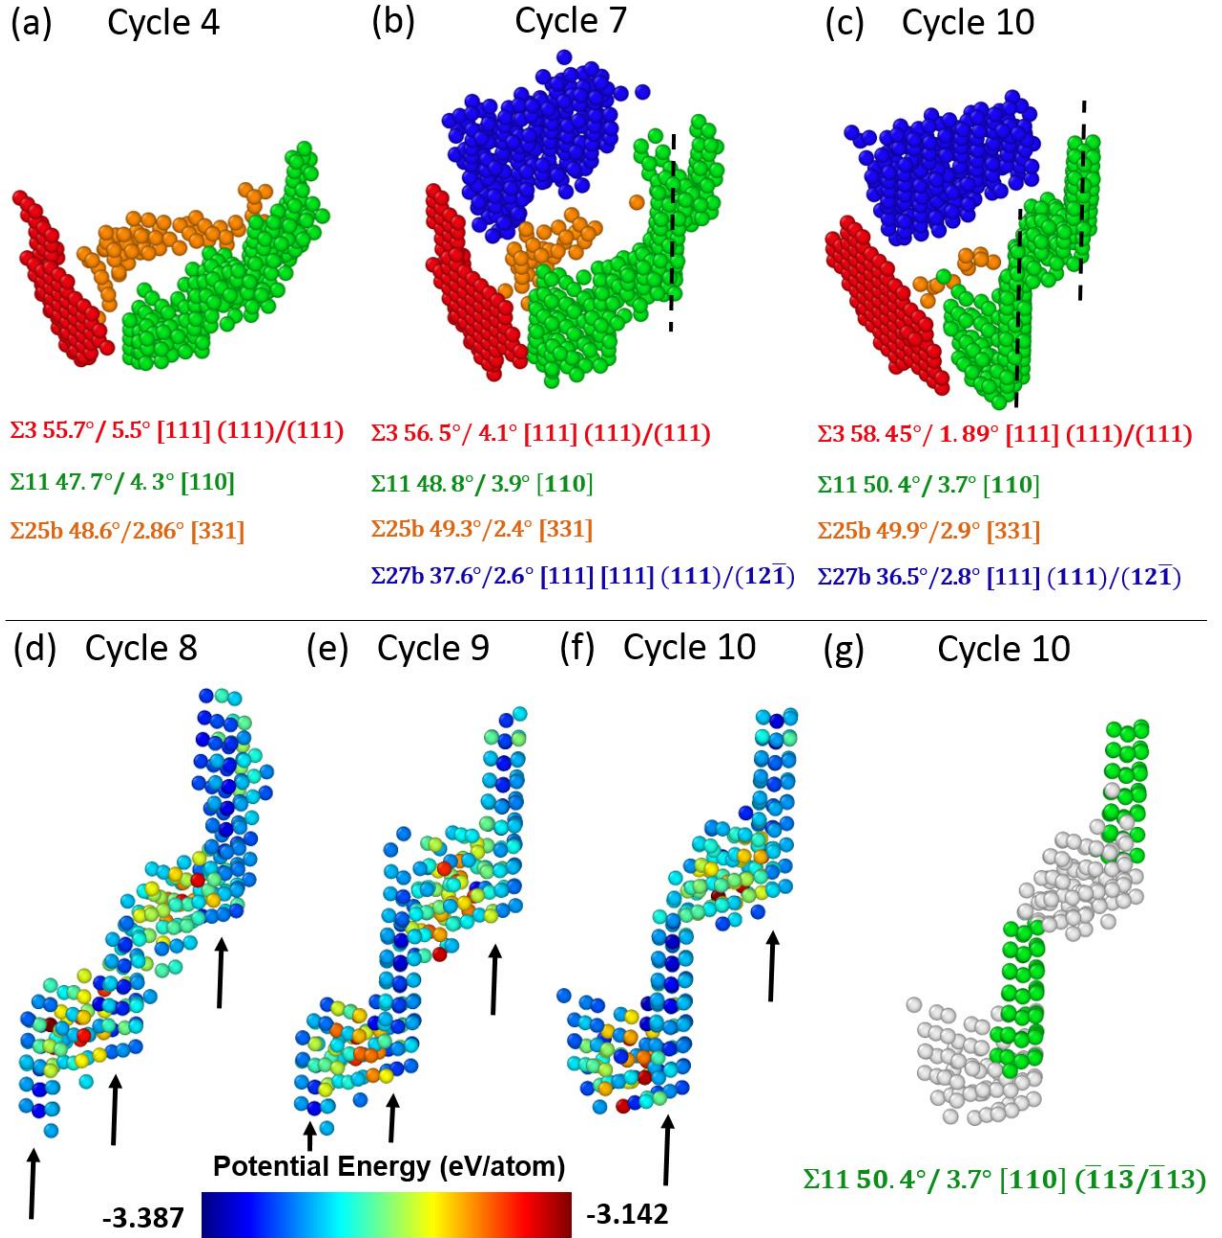 (a) Cycle 4
(b) Cycle 7
(c) Cycle 10
Σ3 55.7°/ 5.5° [111] (111)/(111)
Σ11 47.7°/ 4.3° [110]
Σ25b 48.6°/2.86° [331]
Σ3 56.5°/ 4.1° [111] (111)/(111)
Σ11 48.8°/ 3.9° [110]
Σ25b 49.3°/2.4° [331]
Σ27b 37.6°/2.6° [111] [111] (111)/(121̅)
Σ3 58.45°/ 1.89° [111] (111)/(111)
Σ11 50.4°/ 3.7° [110]
Σ25b 49.9°/2.9° [331]
Σ27b 36.5°/2.8° [111] (111)/(121̅)
(d) Cycle 8
(e) Cycle 9
(f) Cycle 10
(g) Cycle 10
Potential Energy (eV/atom)
-3.387
-3.142
Σ11 50.4°/ 3.7° [110] (1̅13̅/1̅13)